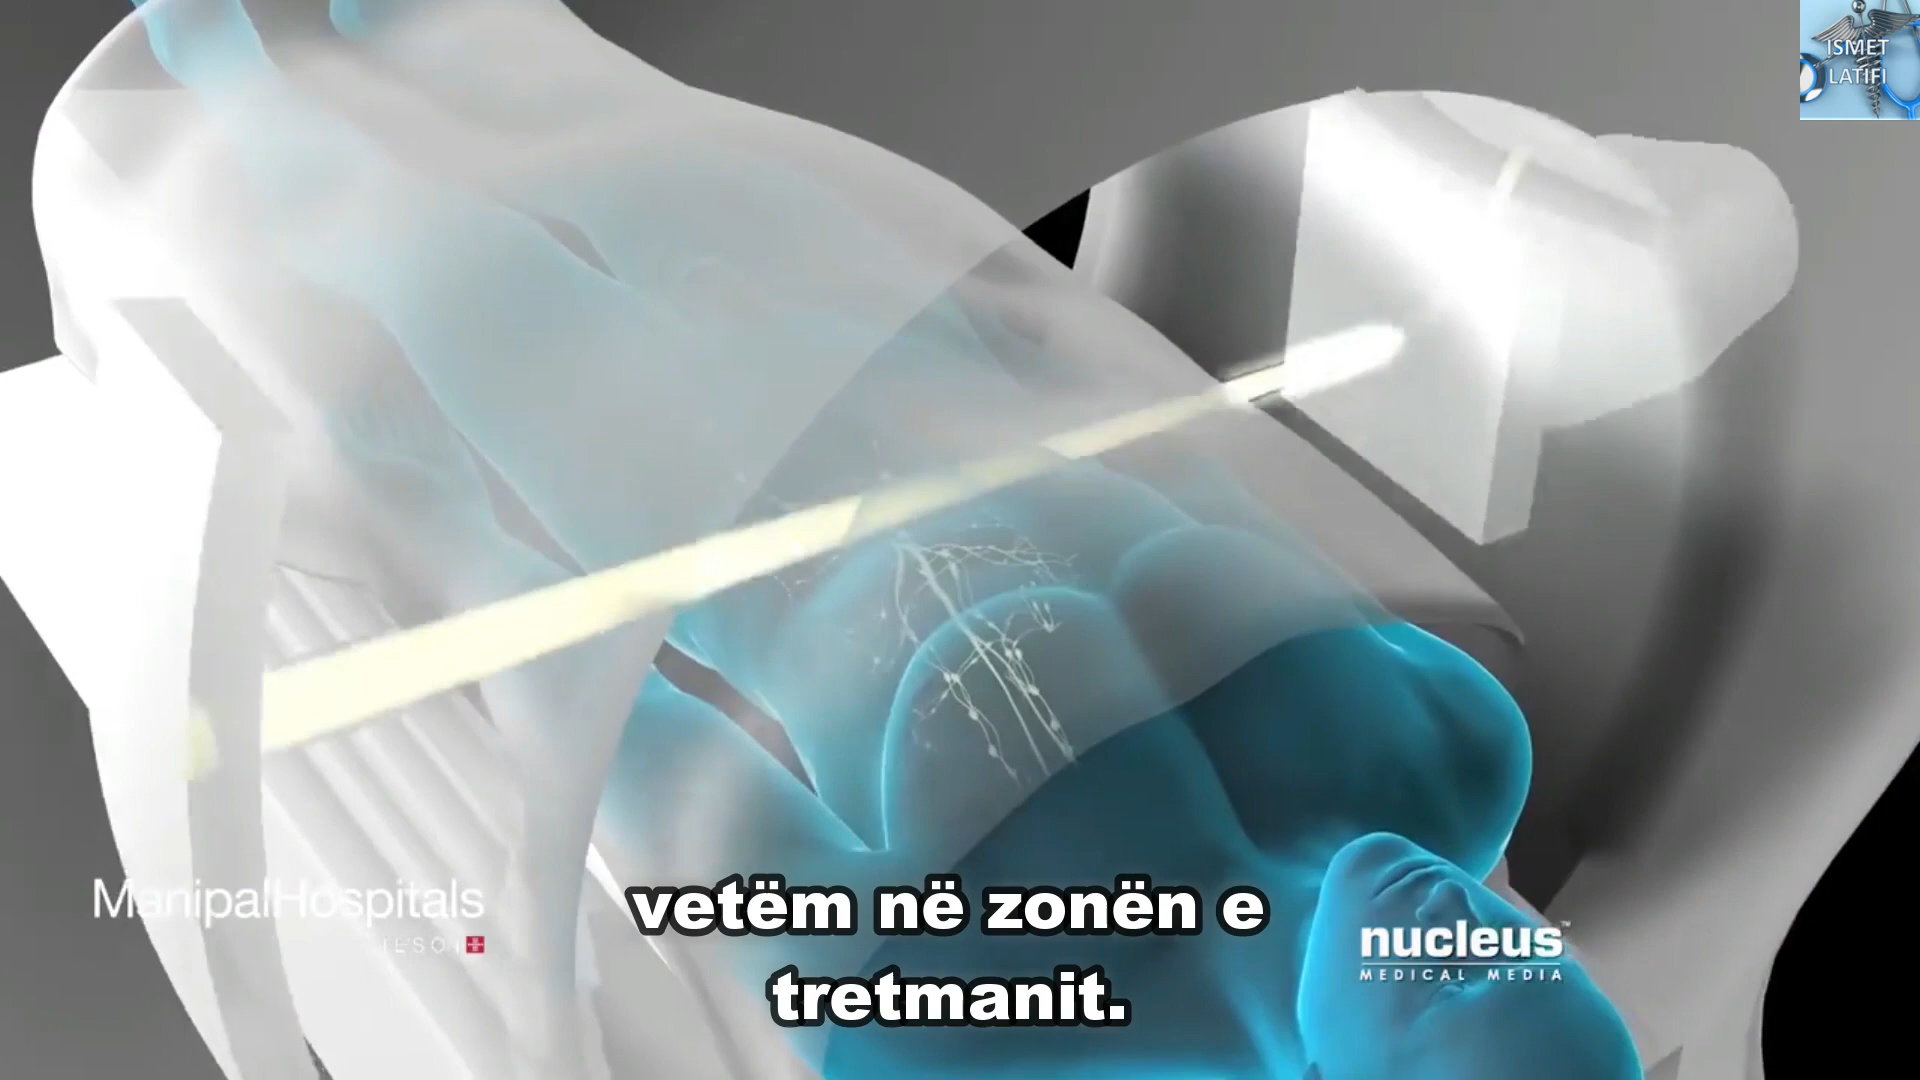 ISMET
LATIFI
ManipalHospitals
vetëm në zonën e
tretmanit.
nucleus
MEDICAL MEDIA